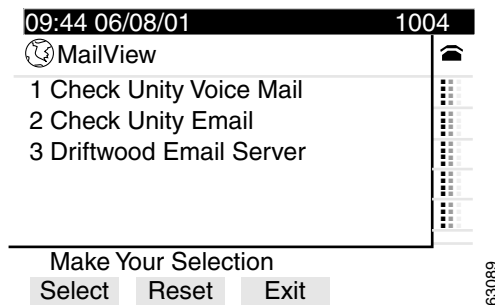 09:44 06/08/01 1004
MailView
1 Check Unity Voice Mail
2 Check Unity Email
3 Driftwood Email Server
Make Your Selection
Select Reset Exit
63089